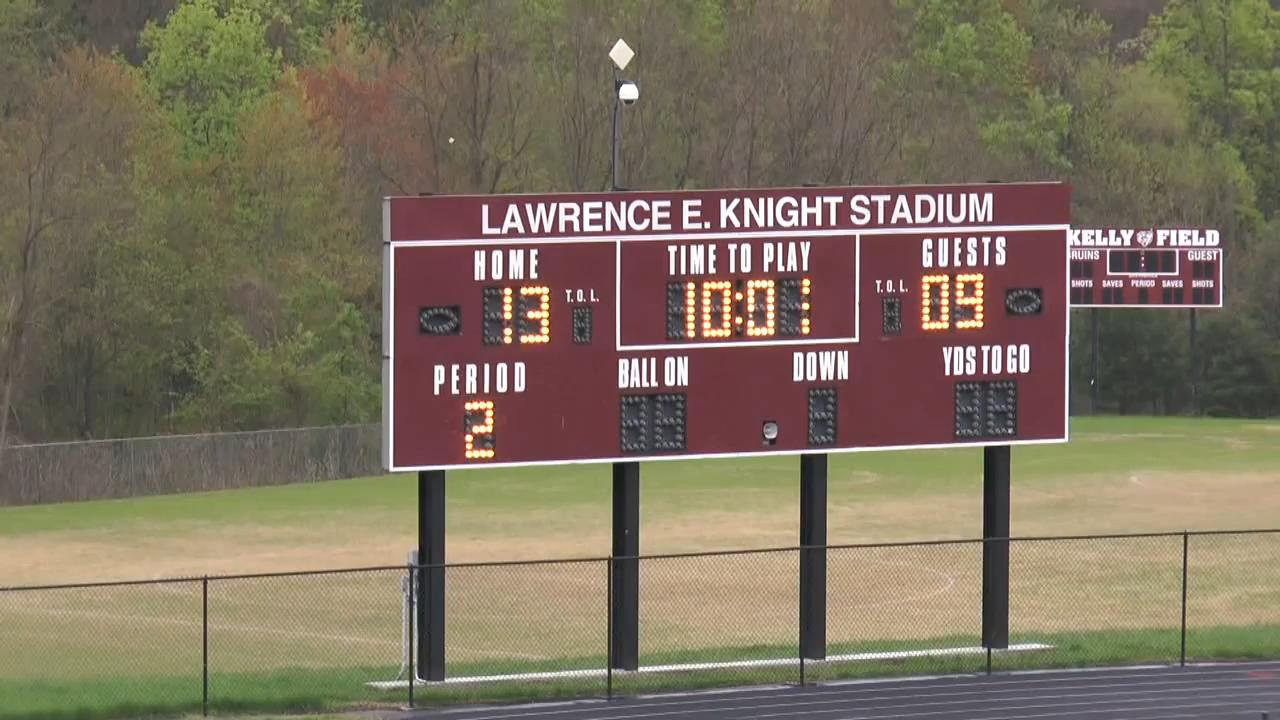 LAWRENCE E. KNIGHT STADIUM
HOME
TIME TO PLAY
GUESTS
T.O.L.
T.O.L.
13
10:01
09
PERIOD
BALL ON
DOWN
YDS TO GO
2
KELLY FIELD
BRUINS
GUEST
SHOTS
SAVES
PERIOD
SAVES
SHOTS